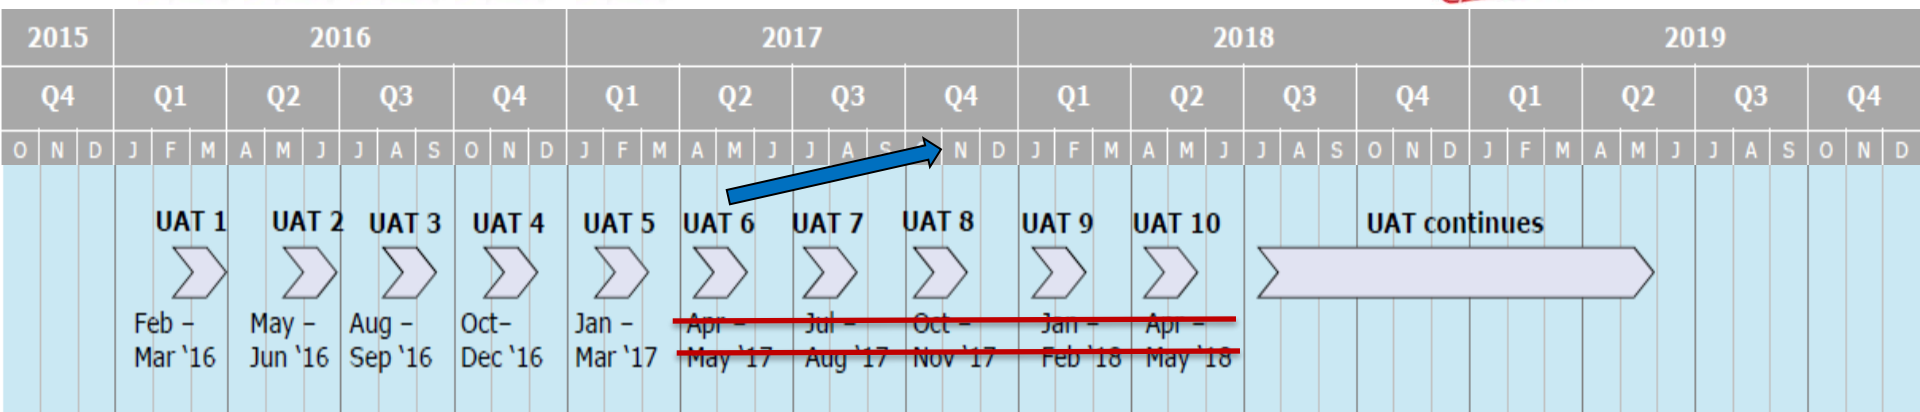 2015 2016 2017 2018 2019
Q4 Q1 Q2 Q3 Q4 Q1 Q2 Q3 Q4 Q1 Q2 Q3 Q4 Q1 Q2 Q3 Q4
O N D J F M A M J J A S O N D J F M A M J J A S N D J F M A M J J A S O N D J F M A M J J A S O N D
UAT 1 UAT 2 UAT 3 UAT 4 UAT 5 UAT 6 UAT 7 UAT 8 UAT 9 UAT 10 UAT continues
Feb – May – Aug – Oct– Jan – Apr – Jul – Oct – Jan – Apr –
Mar ‘16 Jun ‘16 Sep ‘16 Dec ‘16 Mar ‘17 May ‘17 Aug ‘17 Nov ‘17 Feb ‘18 May ‘18